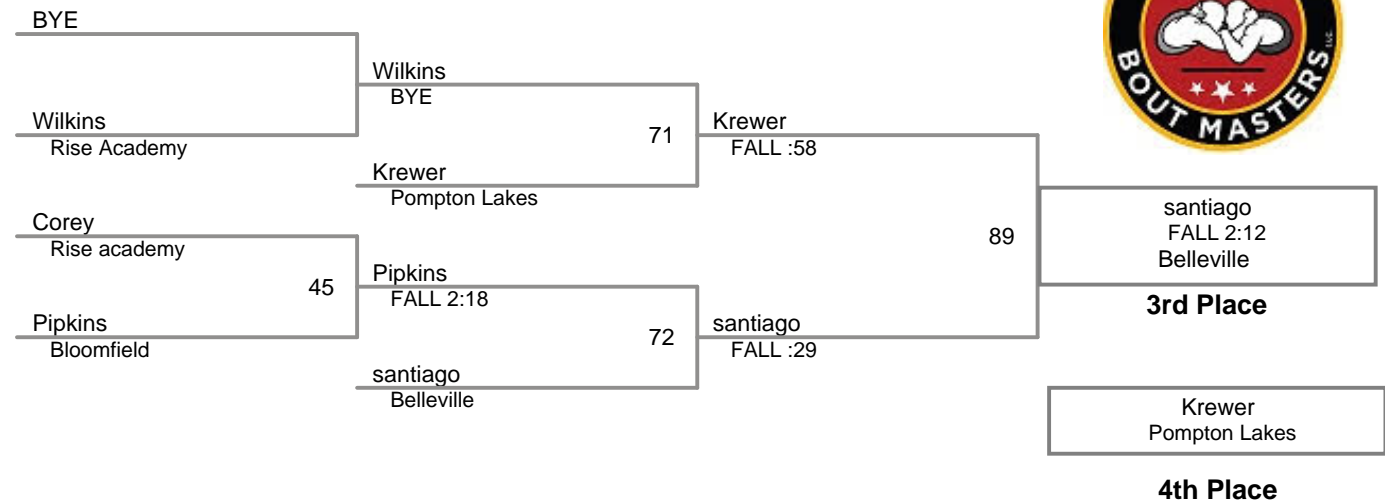 BYE
Wilkins
BYE
Wilkins
Rise Academy
71
Krewer
FALL :58
Krewer
Pompton Lakes
Corey
Rise academy
89
santiago
FALL 2:12
Belleville
45
Pipkins
FALL 2:18
3rd Place
Pipkins
Bloomfield
72
santiago
FALL :29
santiago
Belleville
Krewer
Pompton Lakes
4th Place
BOUT MASTERS